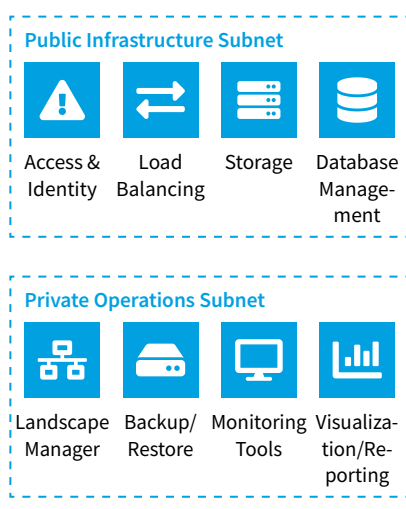 Public Infrastructure Subnet
Access &
Identity
Load
Balancing
Storage
Database
Manage-
ment
Private Operations Subnet
Landscape
Manager
Backup/
Restore
Monitoring
Tools
Visualiza-
tion/Re-
porting